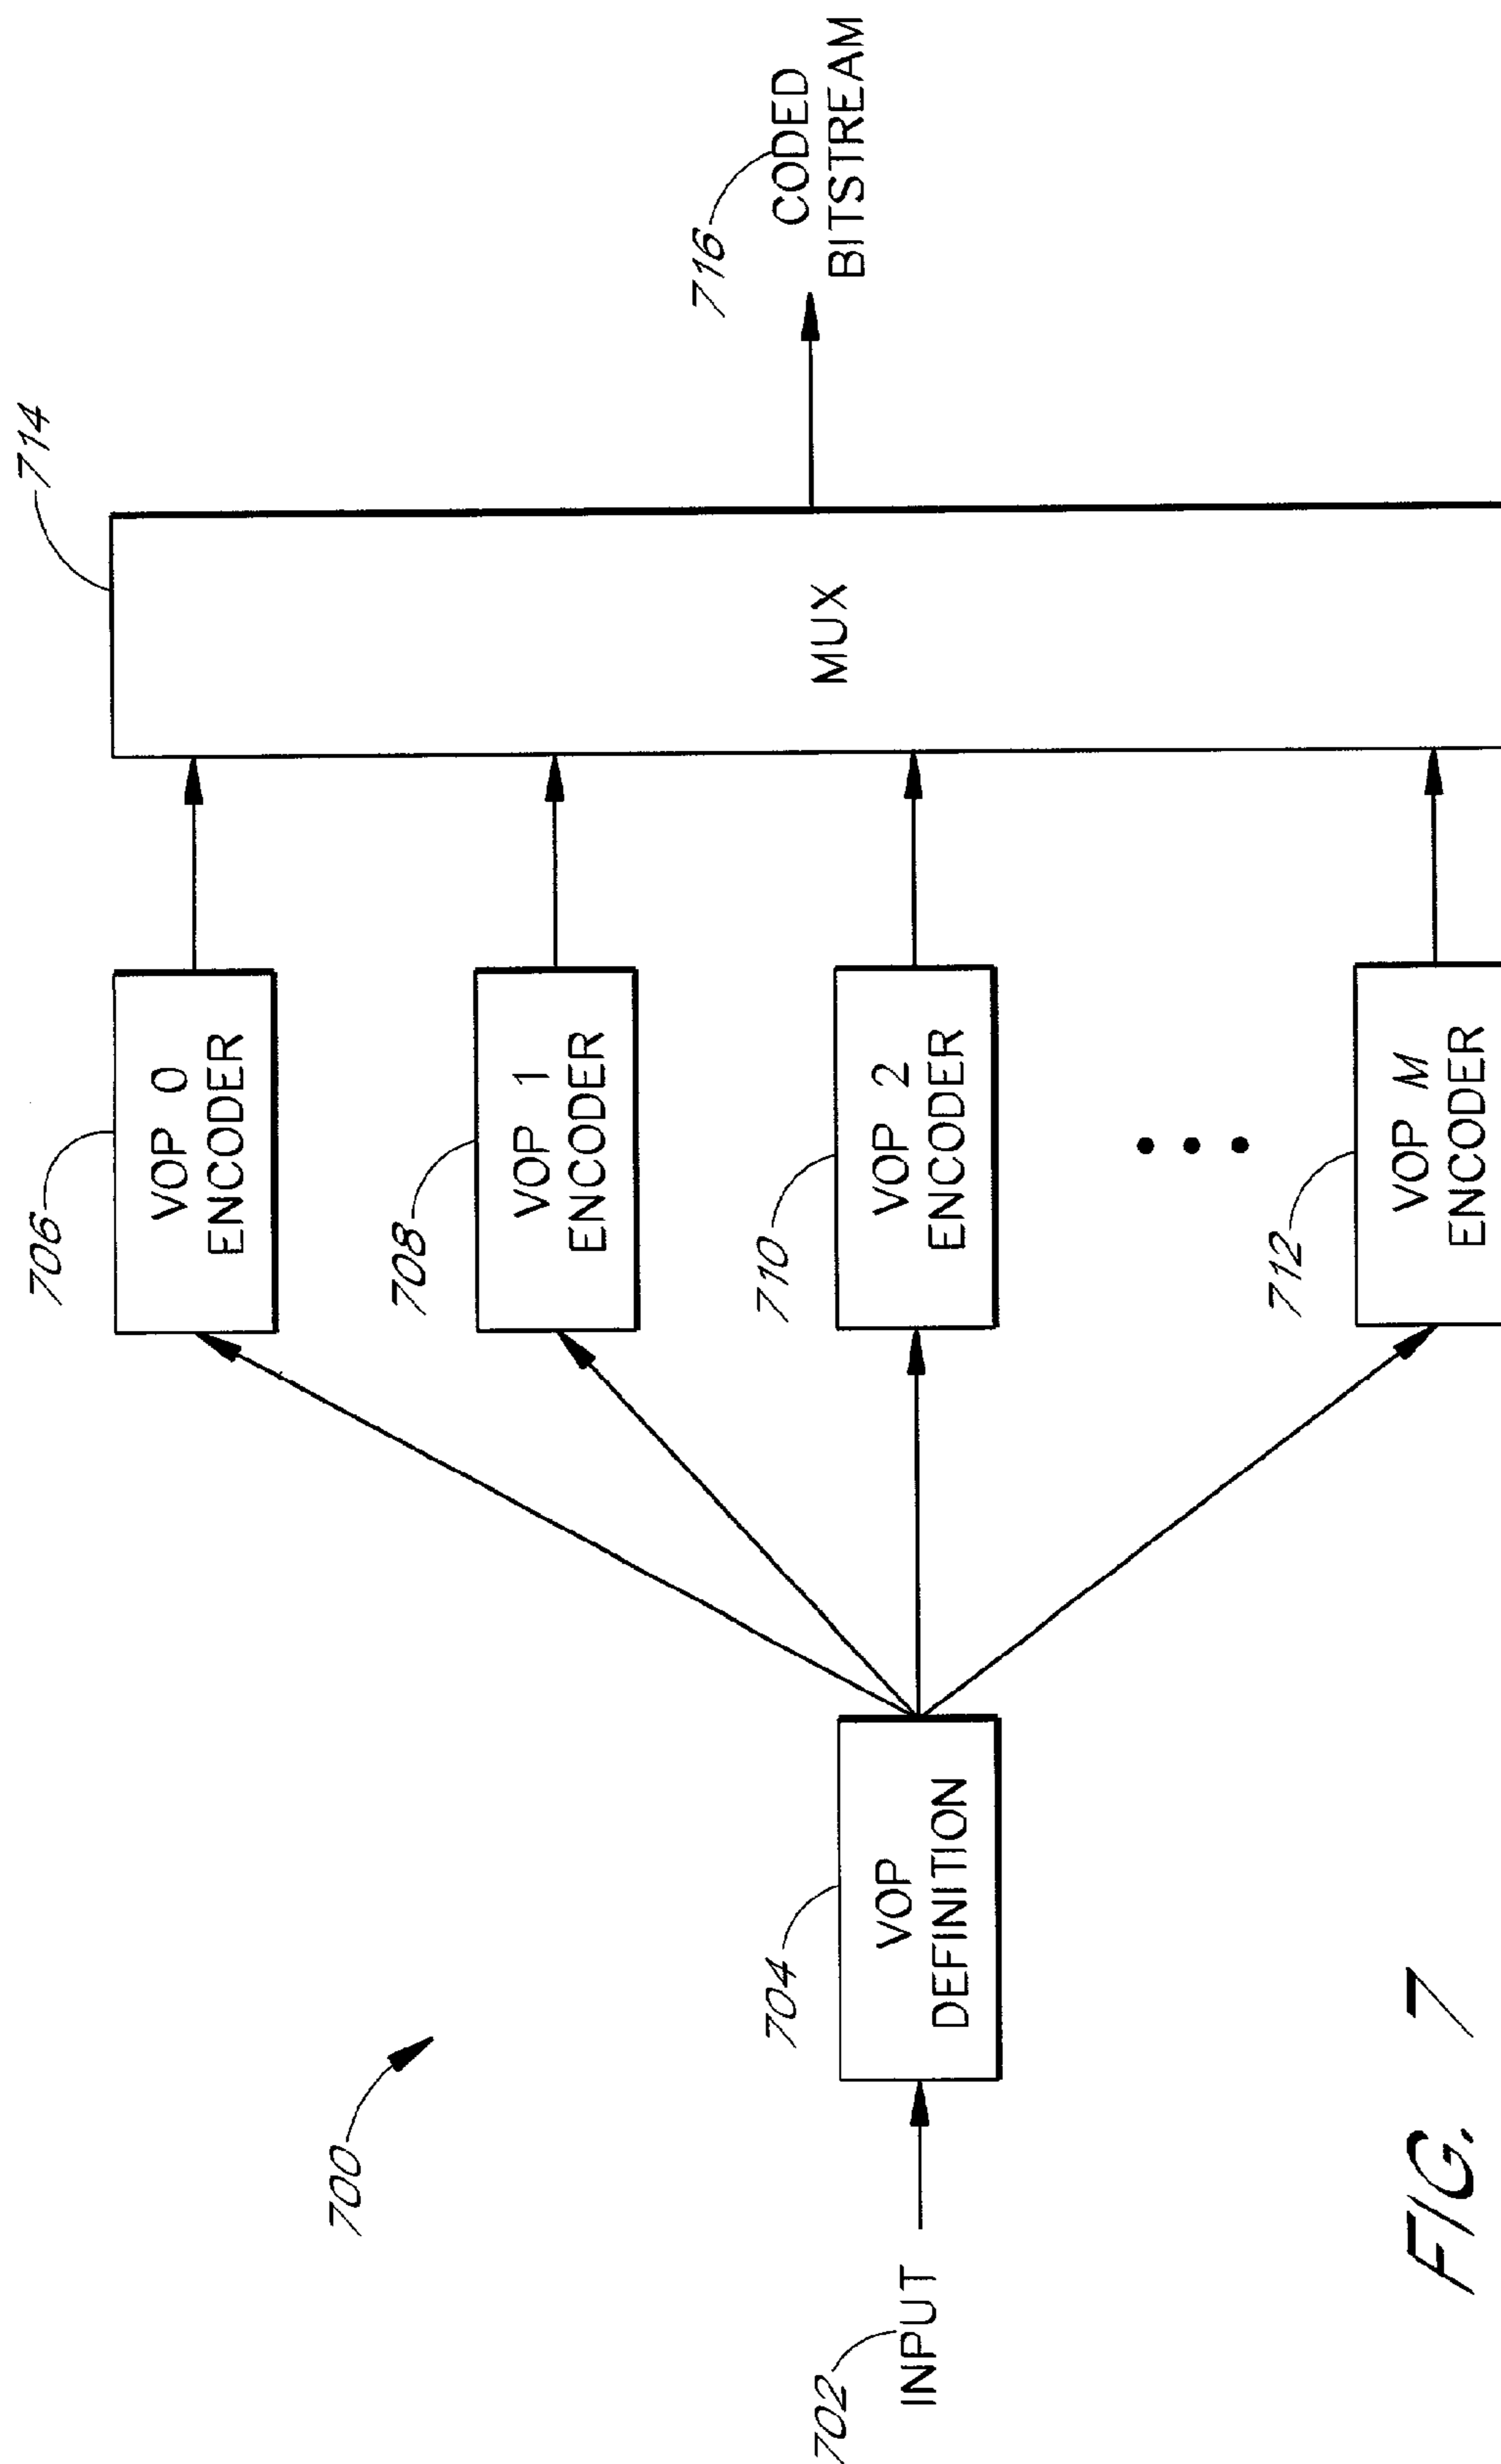 700
702
INPUT
704
VOP
DEFINITION
706
VOP 0
ENCODER
708
VOP 1
ENCODER
710
VOP 2
ENCODER
712
VOP M
ENCODER
714
MUX
716
CODED
BITSTREAM
FIG. 7